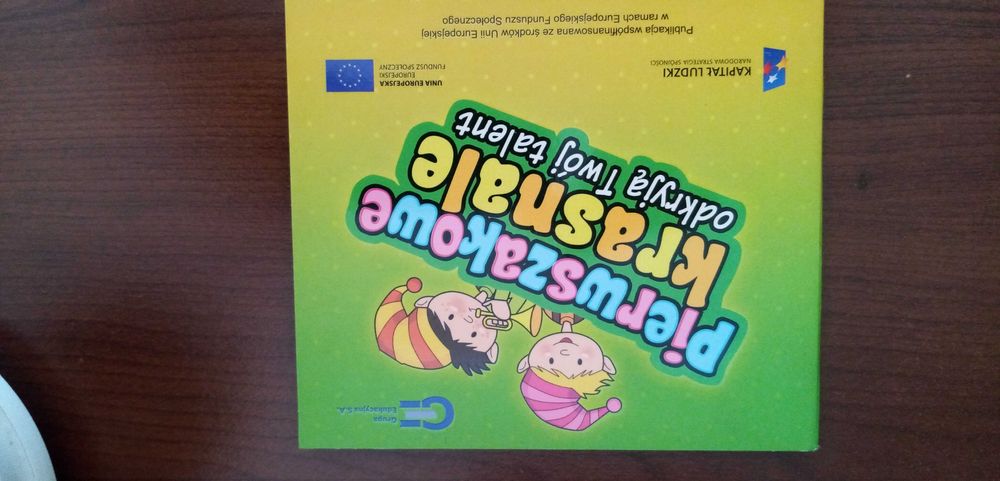 Grupa
Edukacyjna S.A.
pierwszakowe
krasnale
odkryją Twój talent
KAPITAŁ LUDZKI
NARODOWA STRATEGIA SPÓJNOŚCI
UNIA EUROPEJSKA
EUROPEJSKI
FUNDUSZ SPOŁECZNY
Publikacja współfinansowana ze środków Unii Europejskiej
w ramach Europejskiego Funduszu Społecznego